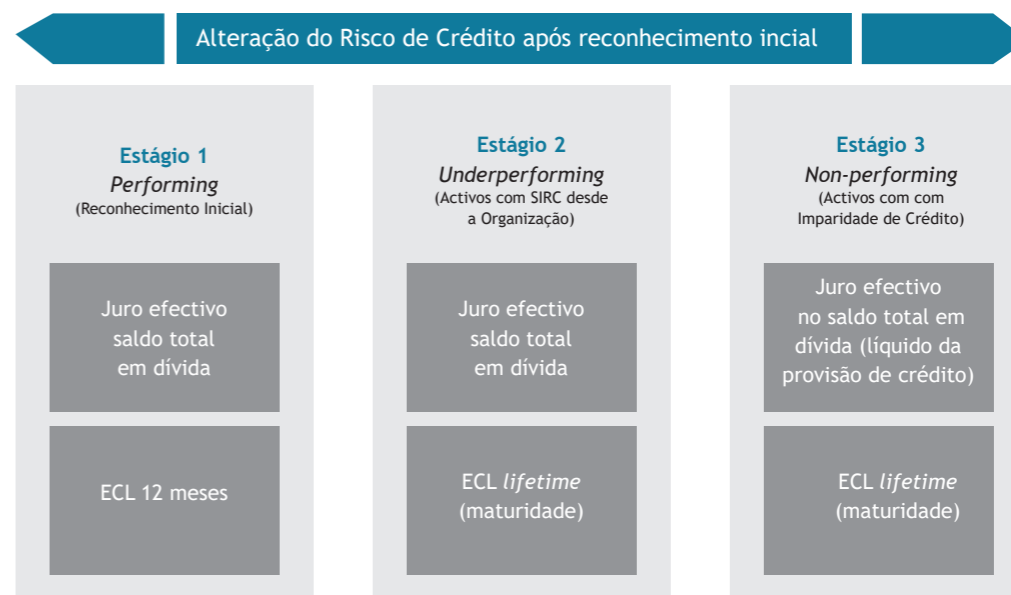 Alteração do Risco de Crédito após reconhecimento incial
Estágio 1
Performing
(Reconhecimento Inicial)
Juro efectivo
saldo total
em dívida
ECL 12 meses
Estágio 2
Underperforming
(Activos com SIRC desde
a Organização)
Juro efectivo
saldo total
em dívida
ECL lifetime
(maturidade)
Estágio 3
Non-performing
(Activos com com
Imparidade de Crédito)
Juro efectivo
no saldo total em
dívida (líquido da
provisão de crédito)
ECL lifetime
(maturidade)